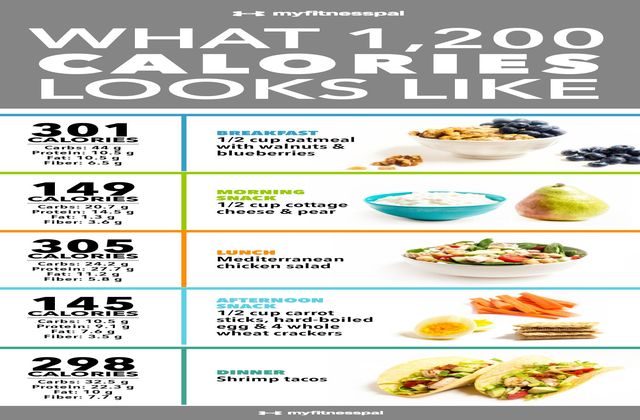 myfitnesspal
WHAT 1,200
CALORIES
LOOKS LIKE
301
CALORIES
Carbs: 44 g
Protein: 10.5 g
Fat: 10.5 g
Fiber: 6.5 g
BREAKFAST
1/2 cup oatmeal
with walnuts &
blueberries
149
CALORIES
Carbs: 20.7 g
Protein: 14.5 g
Fat: 1.3 g
Fiber: 3.6 g
MORNING
SNACK
1/2 cup cottage
cheese & pear
305
CALORIES
Carbs: 24.2 g
Protein: 27.7 g
Fat: 11.2 g
Fiber: 5.8 g
LUNCH
Mediterranean
chicken salad
145
CALORIES
Carbs: 10.5 g
Protein: 9.1 g
Fat: 7.6 g
Fiber: 3.5 g
AFTERNOON
SNACK
1/2 cup carrot
sticks, hard-boiled
egg & 4 whole
wheat crackers
298
CALORIES
Carbs: 32.5 g
Protein: 22.3 g
Fat: 10 g
Fiber: 7.7 g
DINNER
Shrimp tacos
myfitnesspal